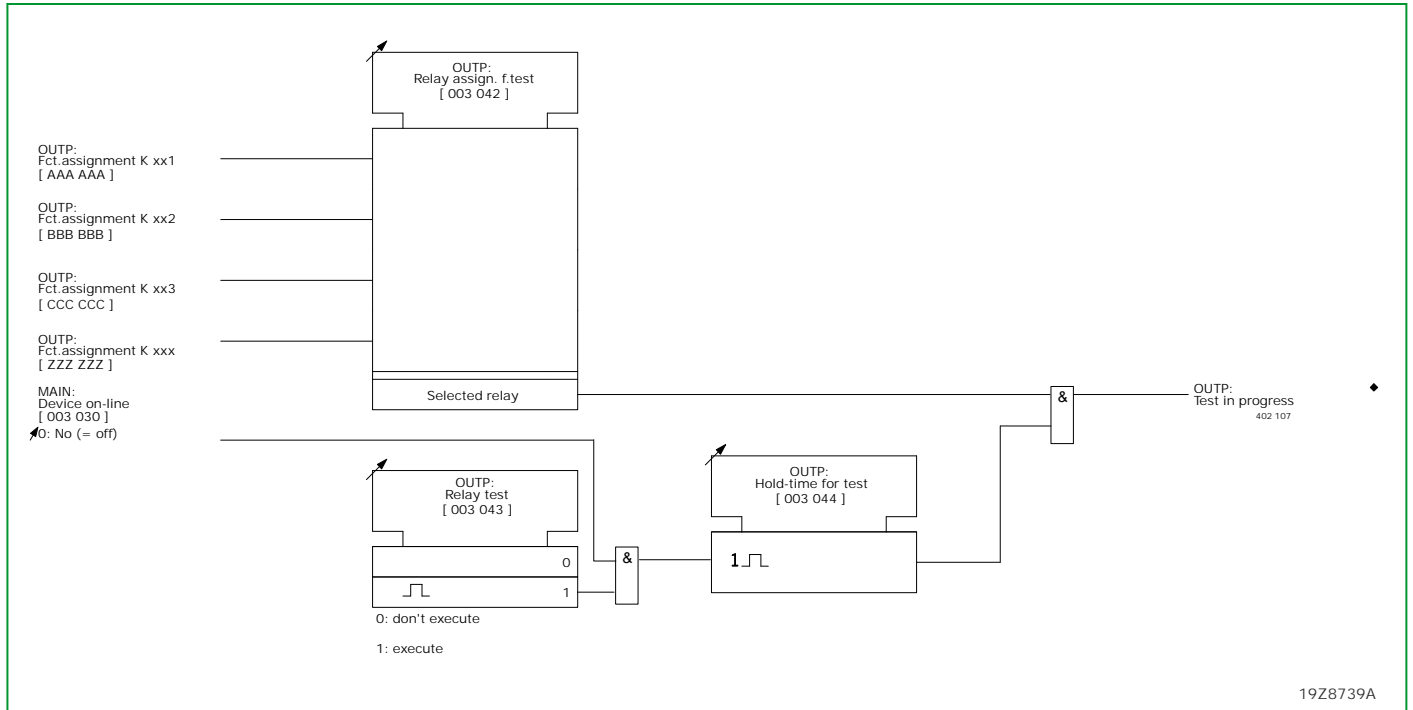 OUTP:
Relay assign. f.test
[ 003 042 ]
OUTP:
Fct.assignment K xx1
[ AAA AAA ]
OUTP:
Fct.assignment K xx2
[ BBB BBB ]
OUTP:
Fct.assignment K xx3
[ CCC CCC ]
OUTP:
Fct.assignment K xxx
[ ZZZ ZZZ ]
MAIN:
Device on-line
[ 003 030 ]
0: No (= off)
Selected relay
&
OUTP:
Test in progress
402 107
OUTP:
Relay test
[ 003 043 ]
0
1
0: don't execute
1: execute
&
OUTP:
Hold-time for test
[ 003 044 ]
1
19Z8739A